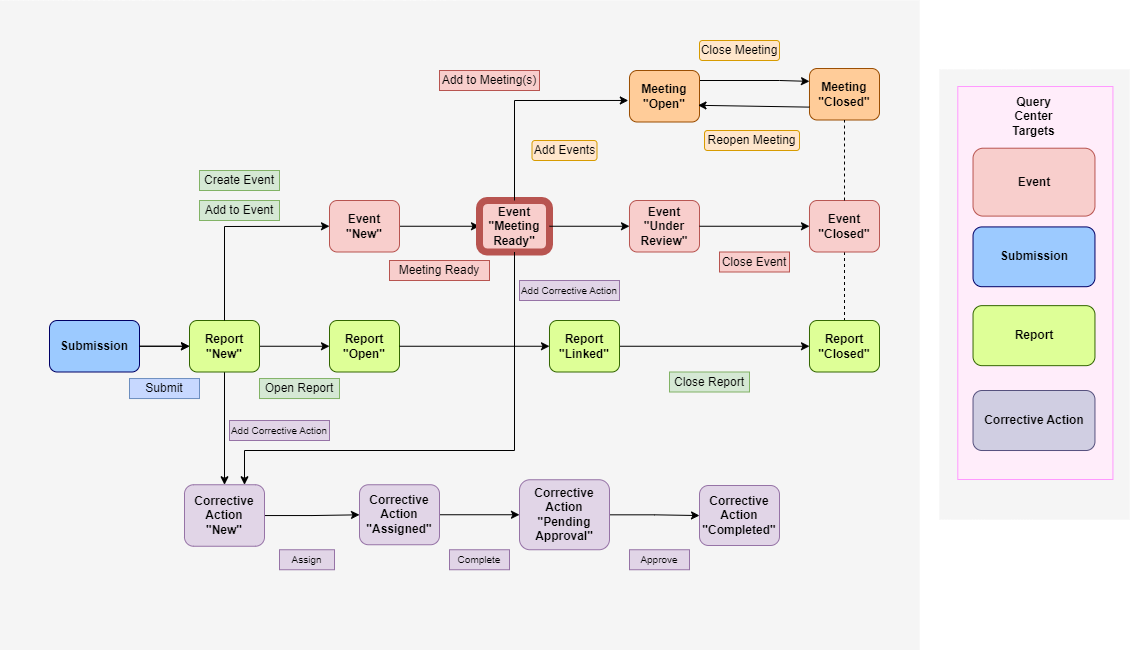 Close Meeting
Add to Meeting(s)
Meeting
"Open"
Meeting
"Closed"
Reopen Meeting
Add Events
Create Event
Add to Event
Event
"New"
Event
"Meeting
Ready"
Event
"Under
Review"
Event
"Closed"
Meeting Ready
Close Event
Add Corrective Action
Submission
Report
"New"
Report
"Open"
Report
"Linked"
Report
"Closed"
Submit
Open Report
Close Report
Add Corrective Action
Corrective
Action
"New"
Corrective
Action
"Assigned"
Corrective
Action
"Pending
Approval"
Corrective
Action
"Completed"
Assign
Complete
Approve
Query
Center
Targets
Event
Submission
Report
Corrective Action